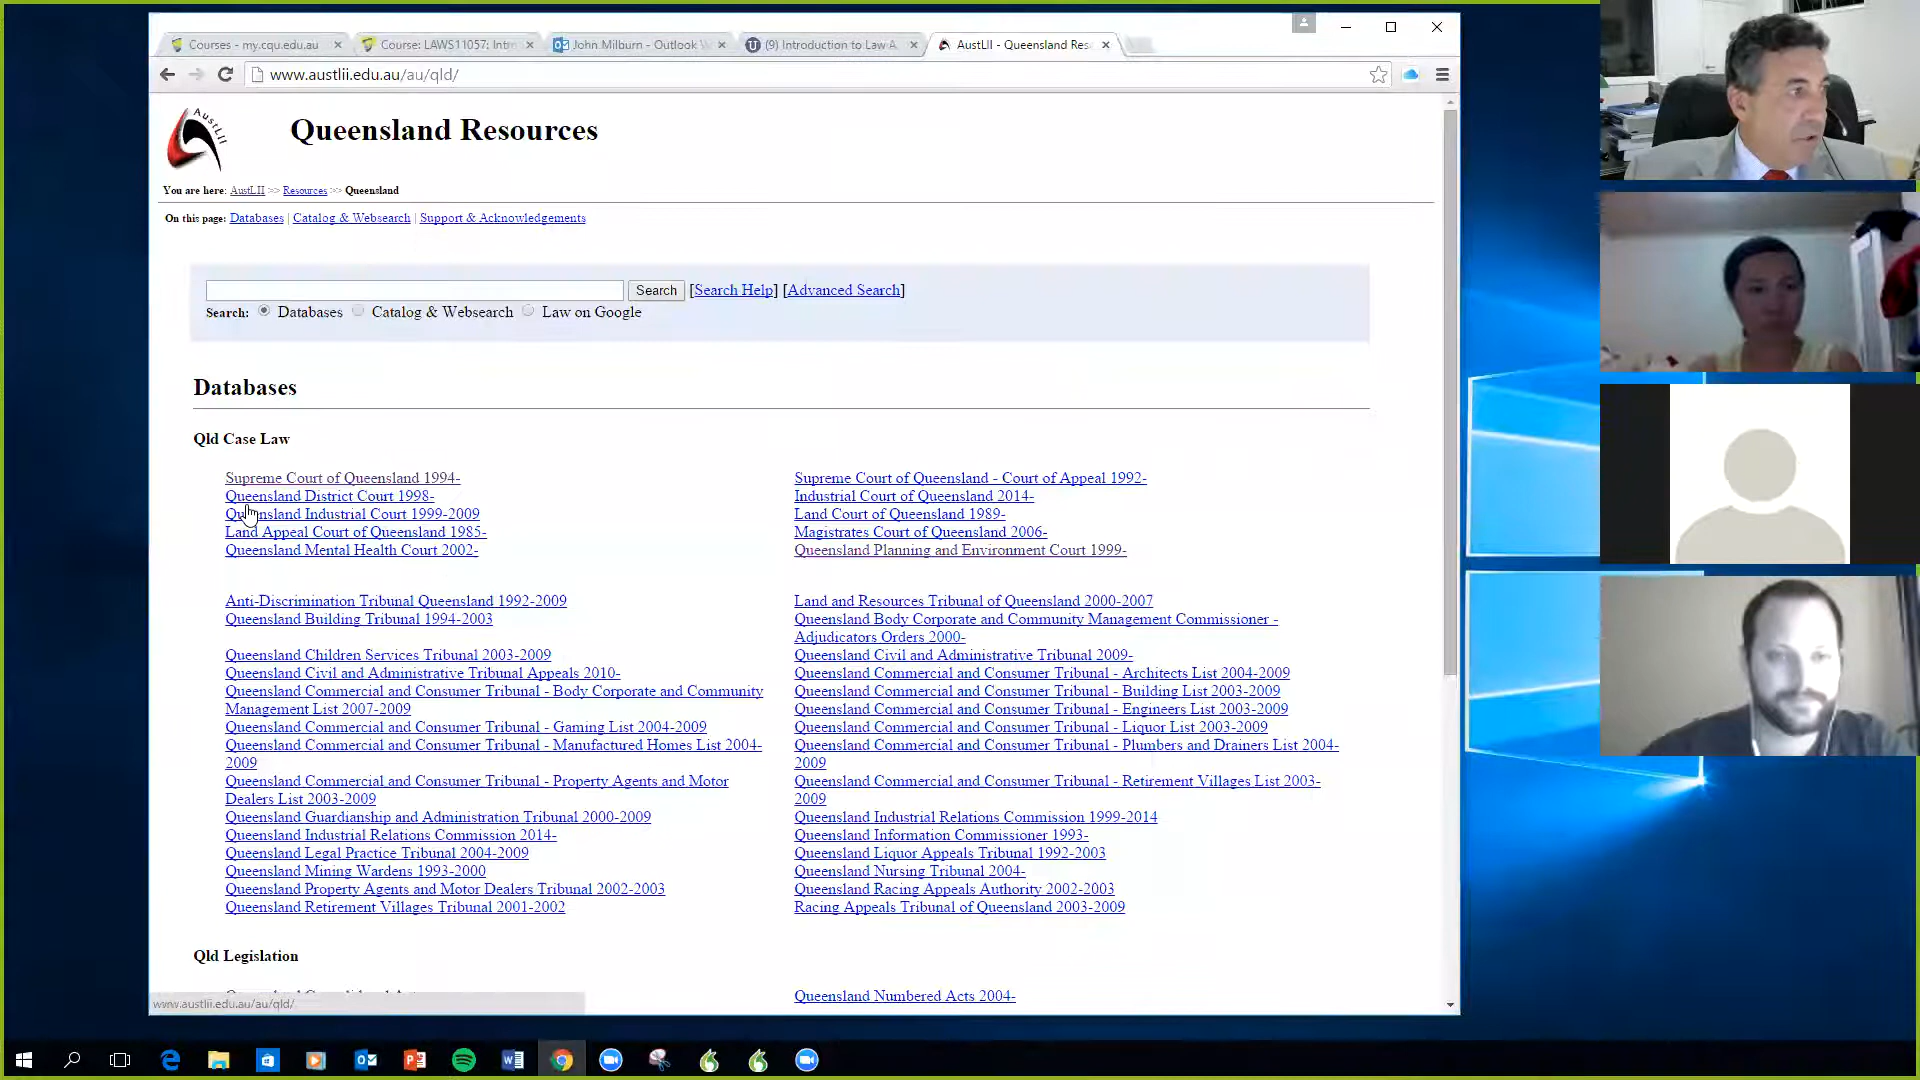 Courses - my.cqu.edu.au
Course: LAWS11057: Intr
John Milburn - Outlook W
(9) Introduction to Law A
AustLII - Queensland Res
www.austlii.edu.au/au/qld/
AustLII
Queensland Resources
You are here: AustLII >> Resources >> Queensland
On this page: Databases | Catalog & Websearch | Support & Acknowledgements
Search [Search Help] [Advanced Search]
Search: Databases Catalog & Websearch Law on Google
Databases
Qld Case Law
Supreme Court of Queensland 1994-
Queensland District Court 1998-
Queensland Industrial Court 1999-2009
Land Appeal Court of Queensland 1985-
Queensland Mental Health Court 2002-
Supreme Court of Queensland - Court of Appeal 1992-
Industrial Court of Queensland 2014-
Land Court of Queensland 1989-
Magistrates Court of Queensland 2006-
Queensland Planning and Environment Court 1999-
Anti-Discrimination Tribunal Queensland 1992-2009
Queensland Building Tribunal 1994-2003
Queensland Children Services Tribunal 2003-2009
Queensland Civil and Administrative Tribunal Appeals 2010-
Queensland Commercial and Consumer Tribunal - Body Corporate and Community
Management List 2007-2009
Queensland Commercial and Consumer Tribunal - Gaming List 2004-2009
Queensland Commercial and Consumer Tribunal - Manufactured Homes List 2004-
2009
Queensland Commercial and Consumer Tribunal - Property Agents and Motor
Dealers List 2003-2009
Queensland Guardianship and Administration Tribunal 2000-2009
Queensland Industrial Relations Commission 2014-
Queensland Legal Practice Tribunal 2004-2009
Queensland Mining Wardens 1993-2000
Queensland Property Agents and Motor Dealers Tribunal 2002-2003
Queensland Retirement Villages Tribunal 2001-2002
Land and Resources Tribunal of Queensland 2000-2007
Queensland Body Corporate and Community Management Commissioner -
Adjudicators Orders 2000-
Queensland Civil and Administrative Tribunal 2009-
Queensland Commercial and Consumer Tribunal - Architects List 2004-2009
Queensland Commercial and Consumer Tribunal - Building List 2003-2009
Queensland Commercial and Consumer Tribunal - Engineers List 2003-2009
Queensland Commercial and Consumer Tribunal - Liquor List 2003-2009
Queensland Commercial and Consumer Tribunal - Plumbers and Drainers List 2004-
2009
Queensland Commercial and Consumer Tribunal - Retirement Villages List 2003-
2009
Queensland Industrial Relations Commission 1999-2014
Queensland Information Commissioner 1993-
Queensland Liquor Appeals Tribunal 1992-2003
Queensland Nursing Tribunal 2004-
Queensland Racing Appeals Authority 2002-2003
Racing Appeals Tribunal of Queensland 2003-2009
Qld Legislation
Queensland Numbered Acts 2004-
www.austlii.edu.au/au/qld/